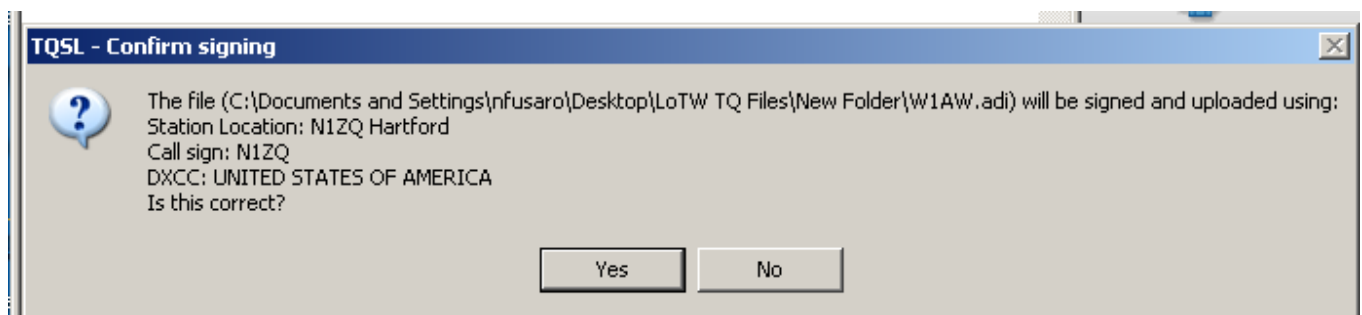 TQSL - Confirm signing
The file (C:\Documents and Settings\nfusaro\Desktop\LoTW TQ Files\New Folder\W1AW.adi) will be signed and uploaded using:
Station Location: N1ZQ Hartford
Call sign: N1ZQ
DXCC: UNITED STATES OF AMERICA
Is this correct?
Yes No